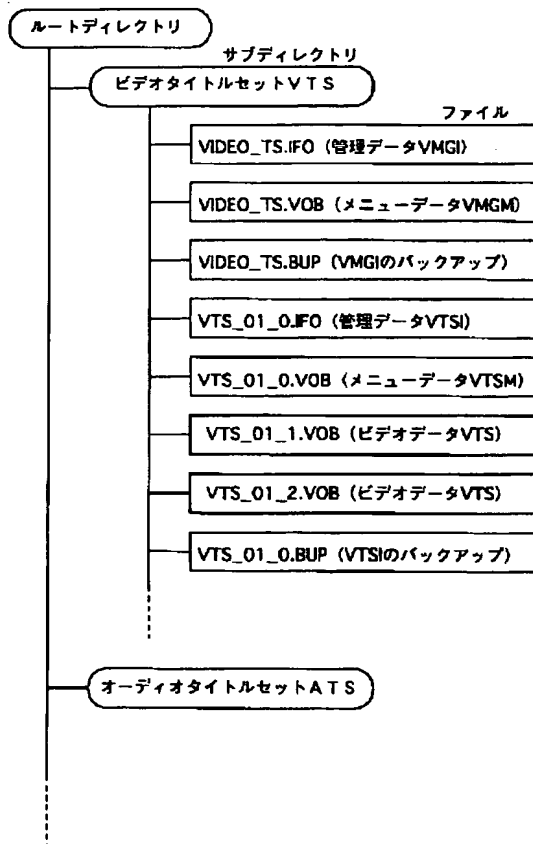 ルートディレクトリ
サブディレクトリ
ビデオタイトルセットVTS
ファイル
VIDEO_TS.IFO (管理データVMGI)
VIDEO_TS.VOB (メニューデータVMGM)
VIDEO_TS.BUP (VMGIのバックアップ)
VTS_01_0.IFO (管理データVTSI)
VTS_01_0.VOB (メニューデータVTSM)
VTS_01_1.VOB (ビデオデータVTS)
VTS_01_2.VOB (ビデオデータVTS)
VTS_01_0.BUP (VTSIのバックアップ)
オーディオタイトルセットATS